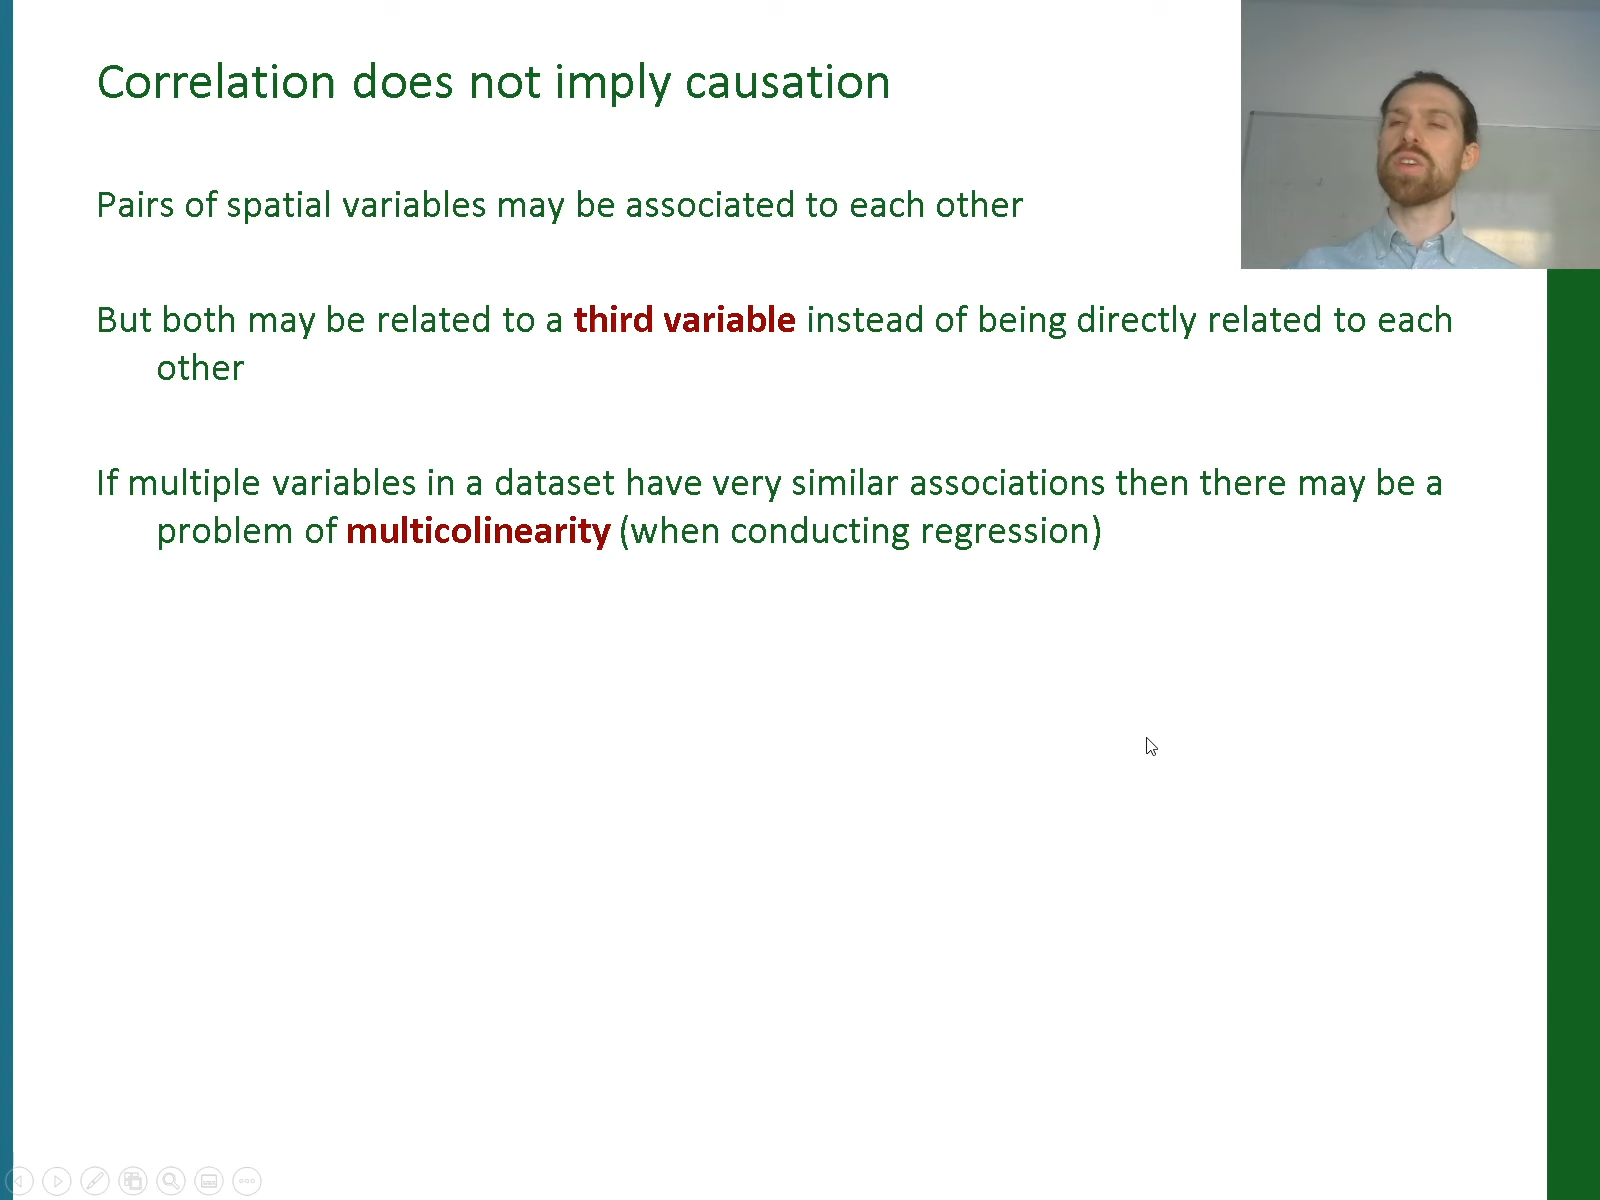 Correlation does not imply causation
Pairs of spatial variables may be associated to each other
But both may be related to a third variable instead of being directly related to each
other
If multiple variables in a dataset have very similar associations then there may be a
problem of multicolinearity (when conducting regression)